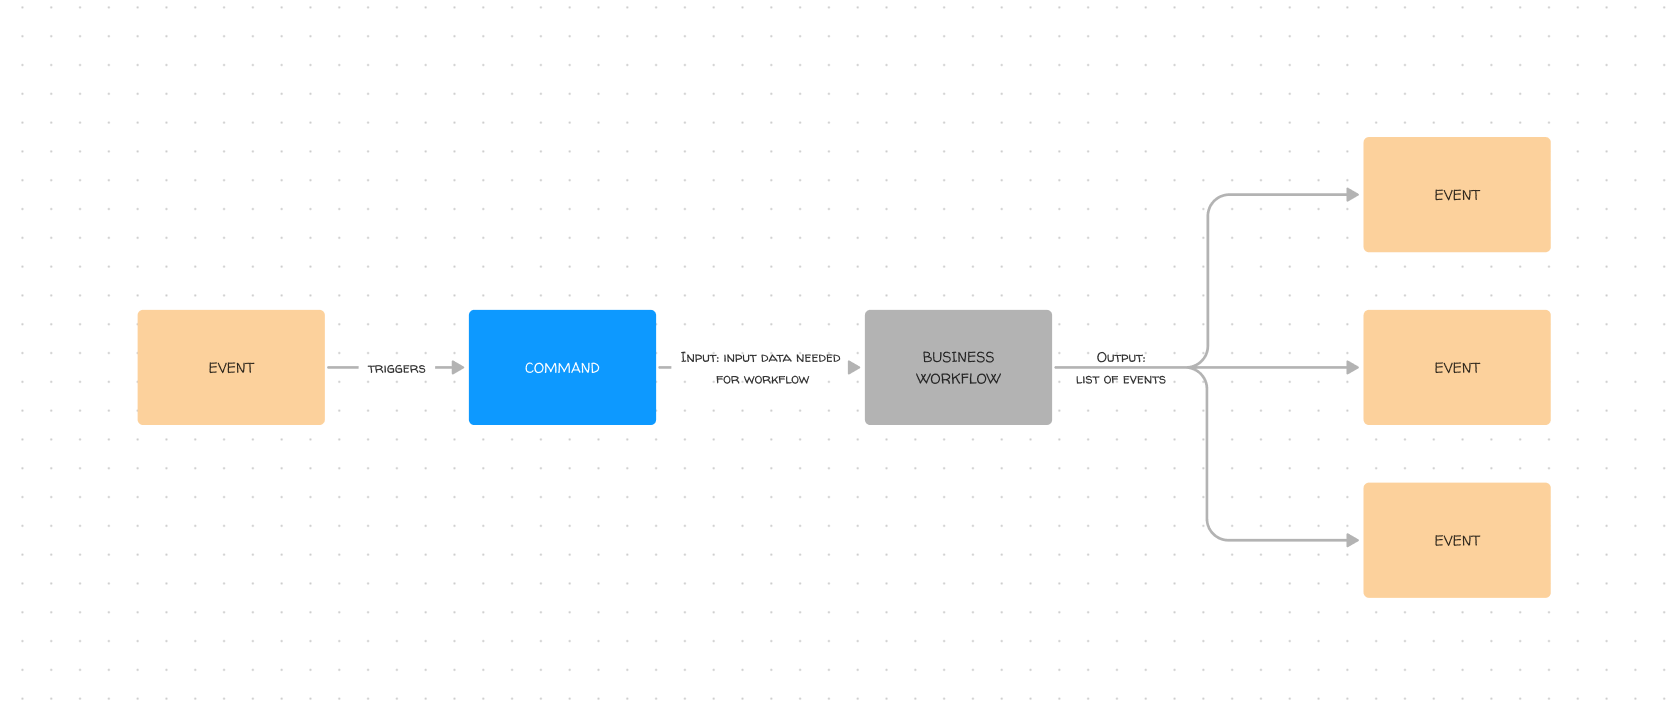 EVENT
TRIGGERS
COMMAND
INPUT: INPUT DATA NEEDED
FOR WORKFLOW
BUSINESS
WORKFLOW
OUTPUT:
LIST OF EVENTS
EVENT
EVENT
EVENT